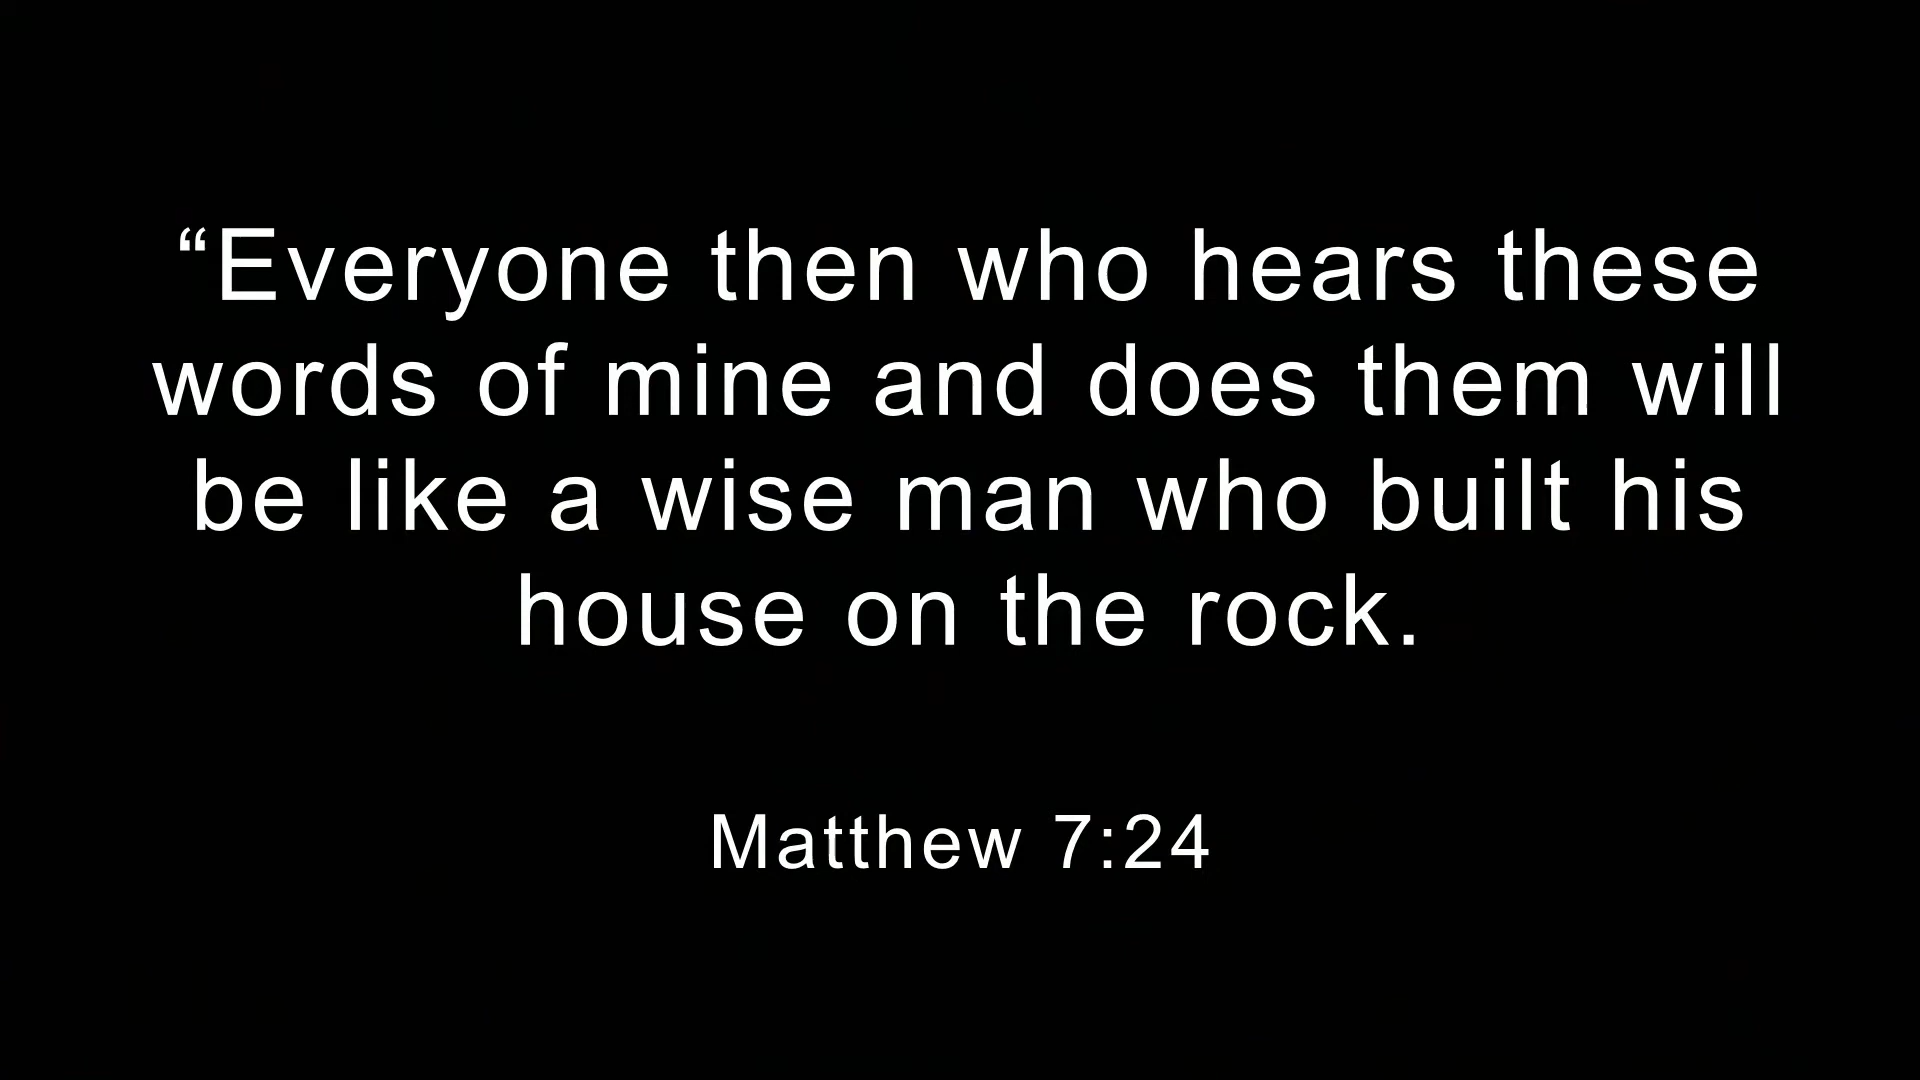 “Everyone then who hears these
words of mine and does them will
be like a wise man who built his
house on the rock.
Matthew 7:24